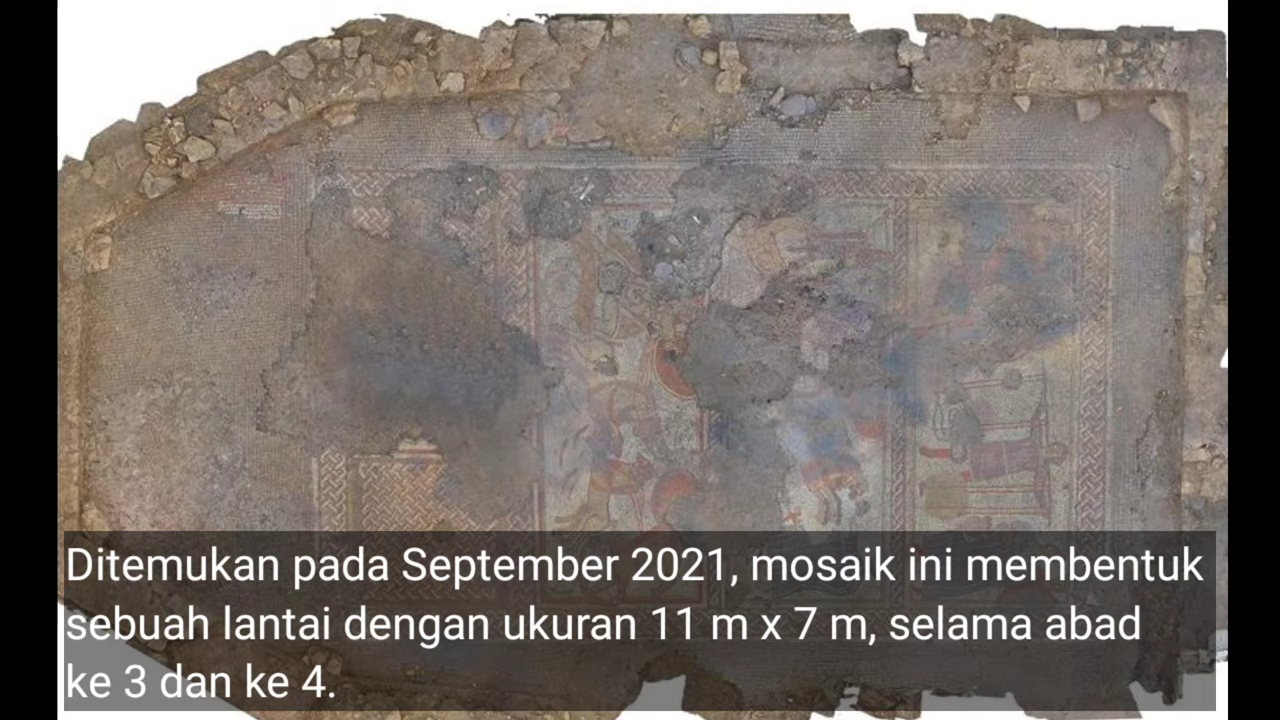 Ditemukan pada September 2021, mosaik ini membentuk
sebuah lantai dengan ukuran 11 m x 7 m, selama abad
ke 3 dan ke 4.